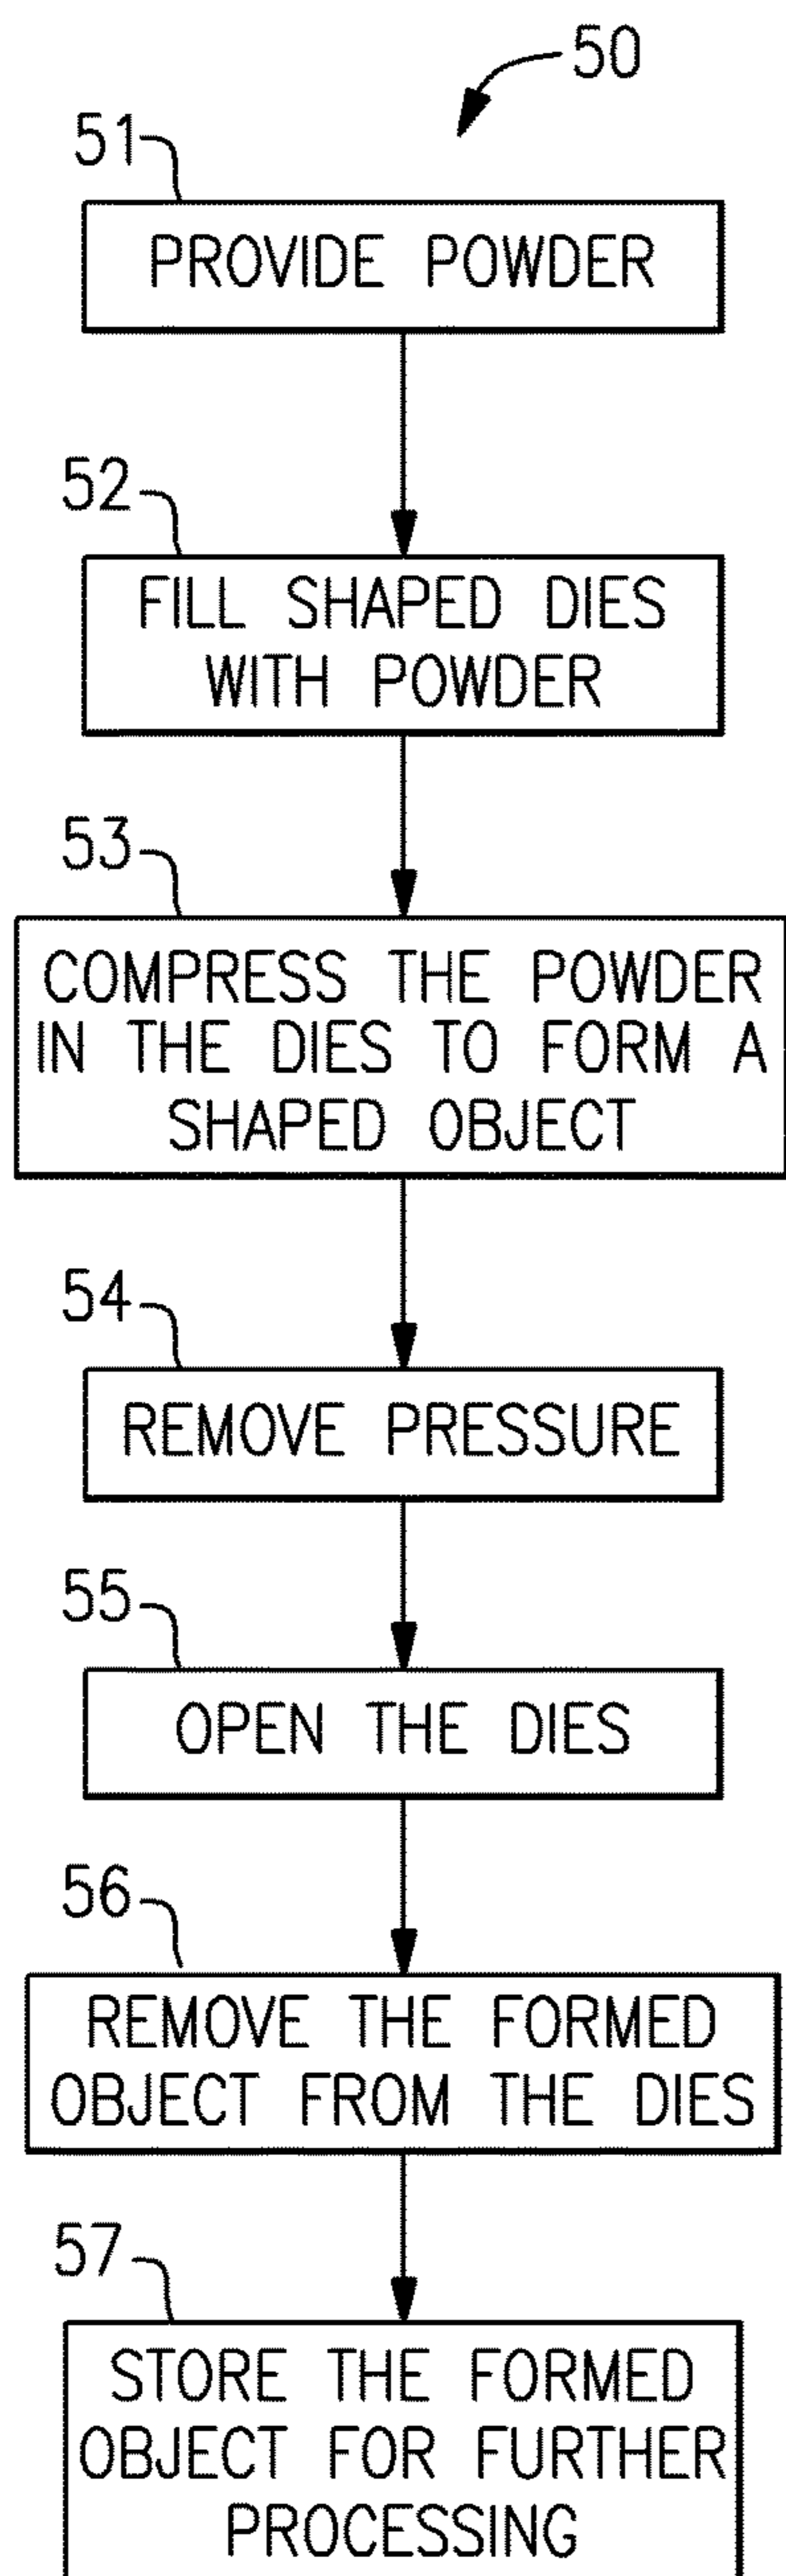 50
51
PROVIDE POWDER
52
FILL SHAPED DIES
WITH POWDER
53
COMPRESS THE POWDER
IN THE DIES TO FORM A
SHAPED OBJECT
54
REMOVE PRESSURE
55
OPEN THE DIES
56
REMOVE THE FORMED
OBJECT FROM THE DIES
57
STORE THE FORMED
OBJECT FOR FURTHER
PROCESSING